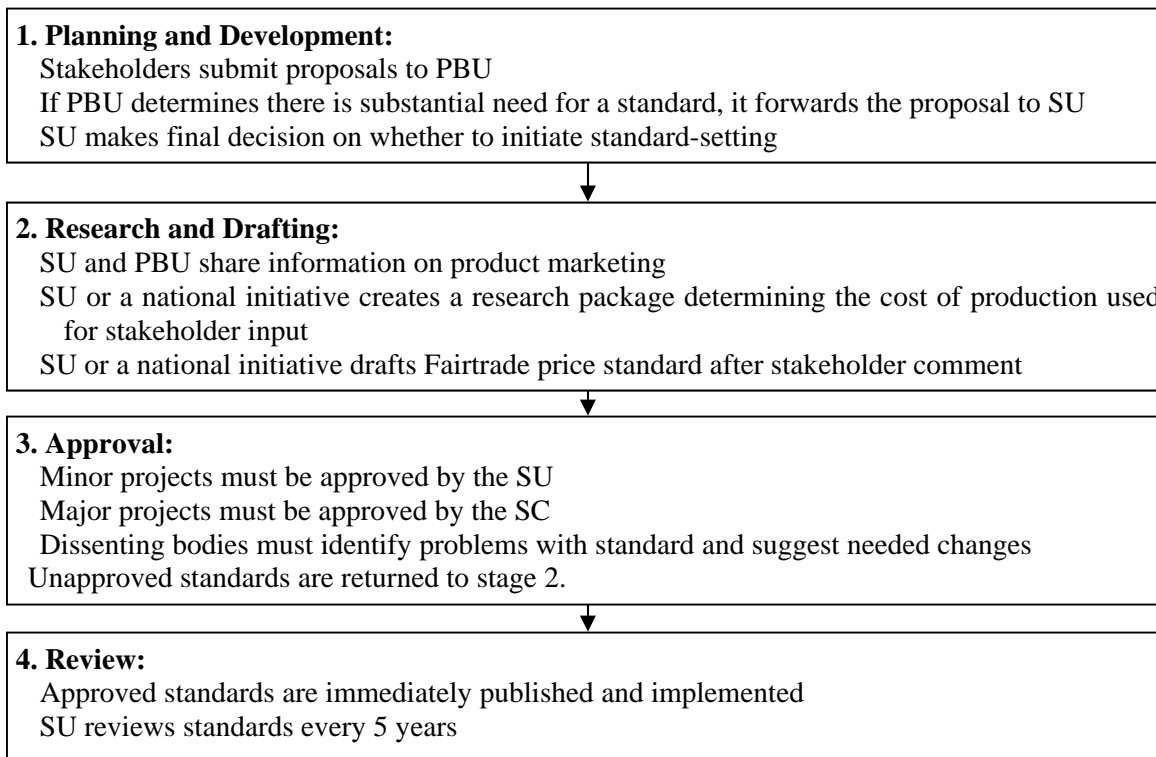 1. Planning and Development:
Stakeholders submit proposals to PBU
If PBU determines there is substantial need for a standard, it forwards the proposal to SU
SU makes final decision on whether to initiate standard-setting
2. Research and Drafting:
SU and PBU share information on product marketing
SU or a national initiative creates a research package determining the cost of production used
for stakeholder input
SU or a national initiative drafts Fairtrade price standard after stakeholder comment
3. Approval:
Minor projects must be approved by the SU
Major projects must be approved by the SC
Dissenting bodies must identify problems with standard and suggest needed changes
Unapproved standards are returned to stage 2.
4. Review:
Approved standards are immediately published and implemented
SU reviews standards every 5 years